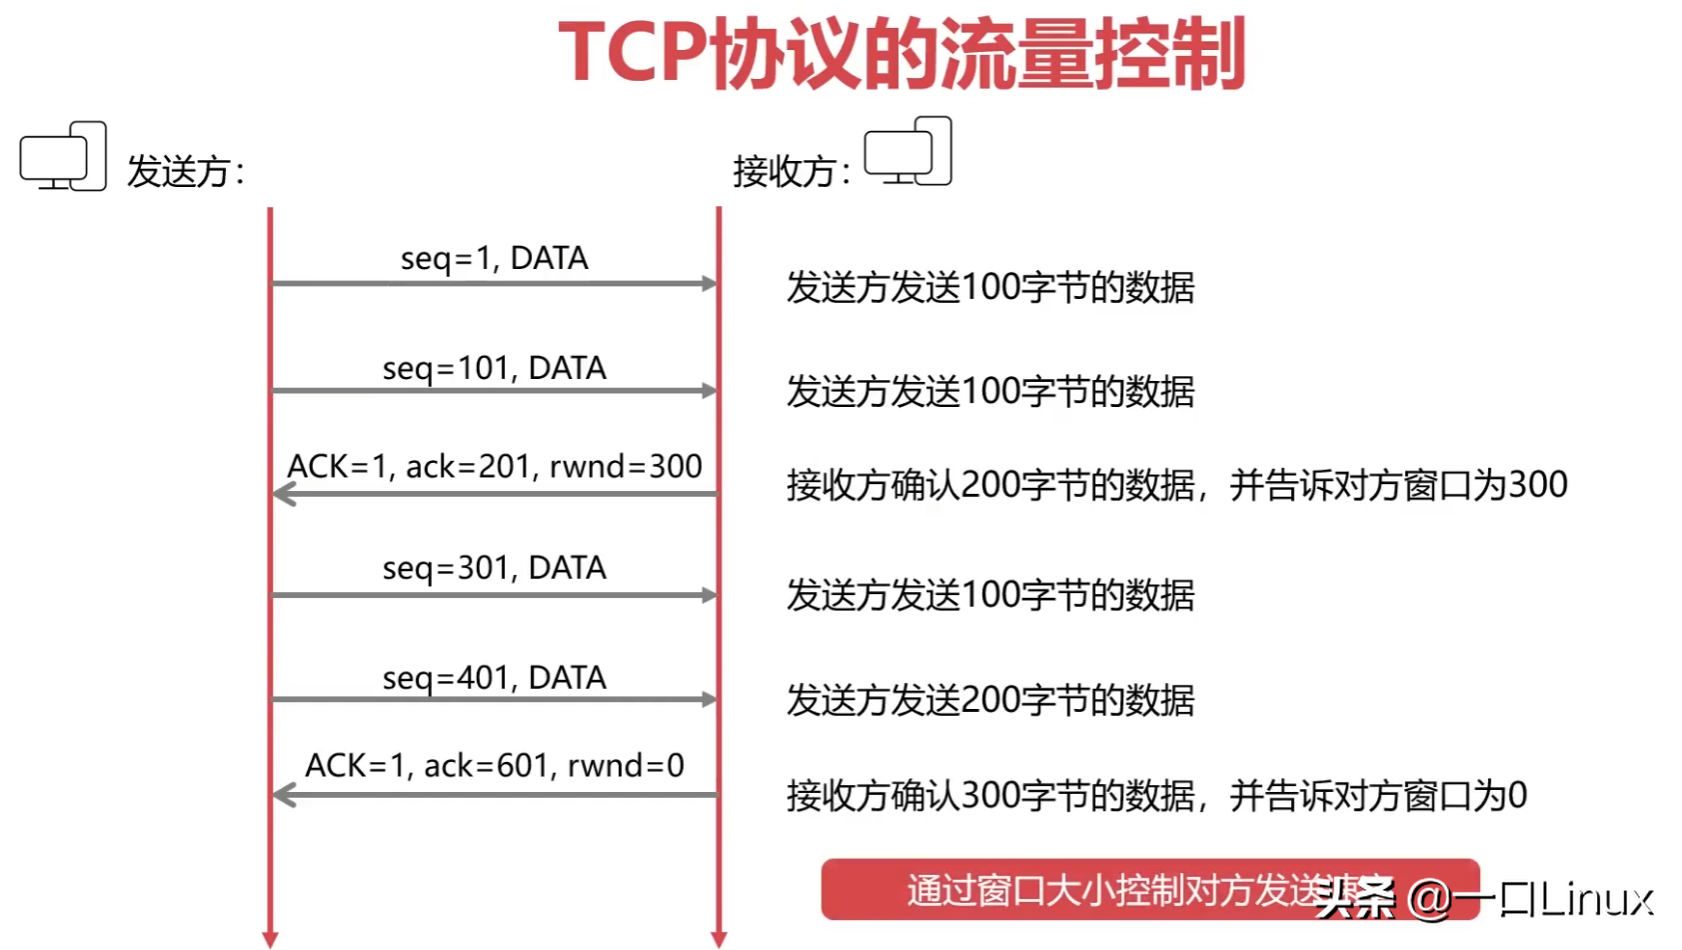 TCP协议的流量控制
发送方：
接收方：
seq=1, DATA
发送方发送100字节的数据
seq=101, DATA
发送方发送100字节的数据
ACK=1, ack=201, rwnd=300
接收方确认200字节的数据，并告诉对方窗口为300
seq=301, DATA
发送方发送100字节的数据
seq=401, DATA
发送方发送200字节的数据
ACK=1, ack=601, rwnd=0
接收方确认300字节的数据，并告诉对方窗口为0
通过窗口大小控制对方发送
头条 @一口Linux